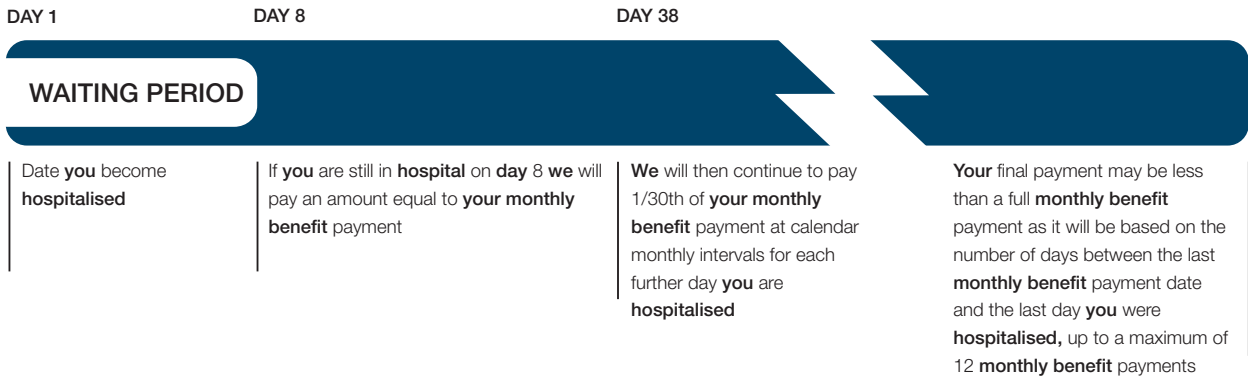 DAY 1
DAY 8
DAY 38
WAITING PERIOD
Date you become
hospitalised
If you are still in hospital on day 8 we will
pay an amount equal to your monthly
benefit payment
We will then continue to pay
1/30th of your monthly
benefit payment at calendar
monthly intervals for each
further day you are
hospitalised
Your final payment may be less
than a full monthly benefit
payment as it will be based on the
number of days between the last
monthly benefit payment date
and the last day you were
hospitalised, up to a maximum of
12 monthly benefit payments